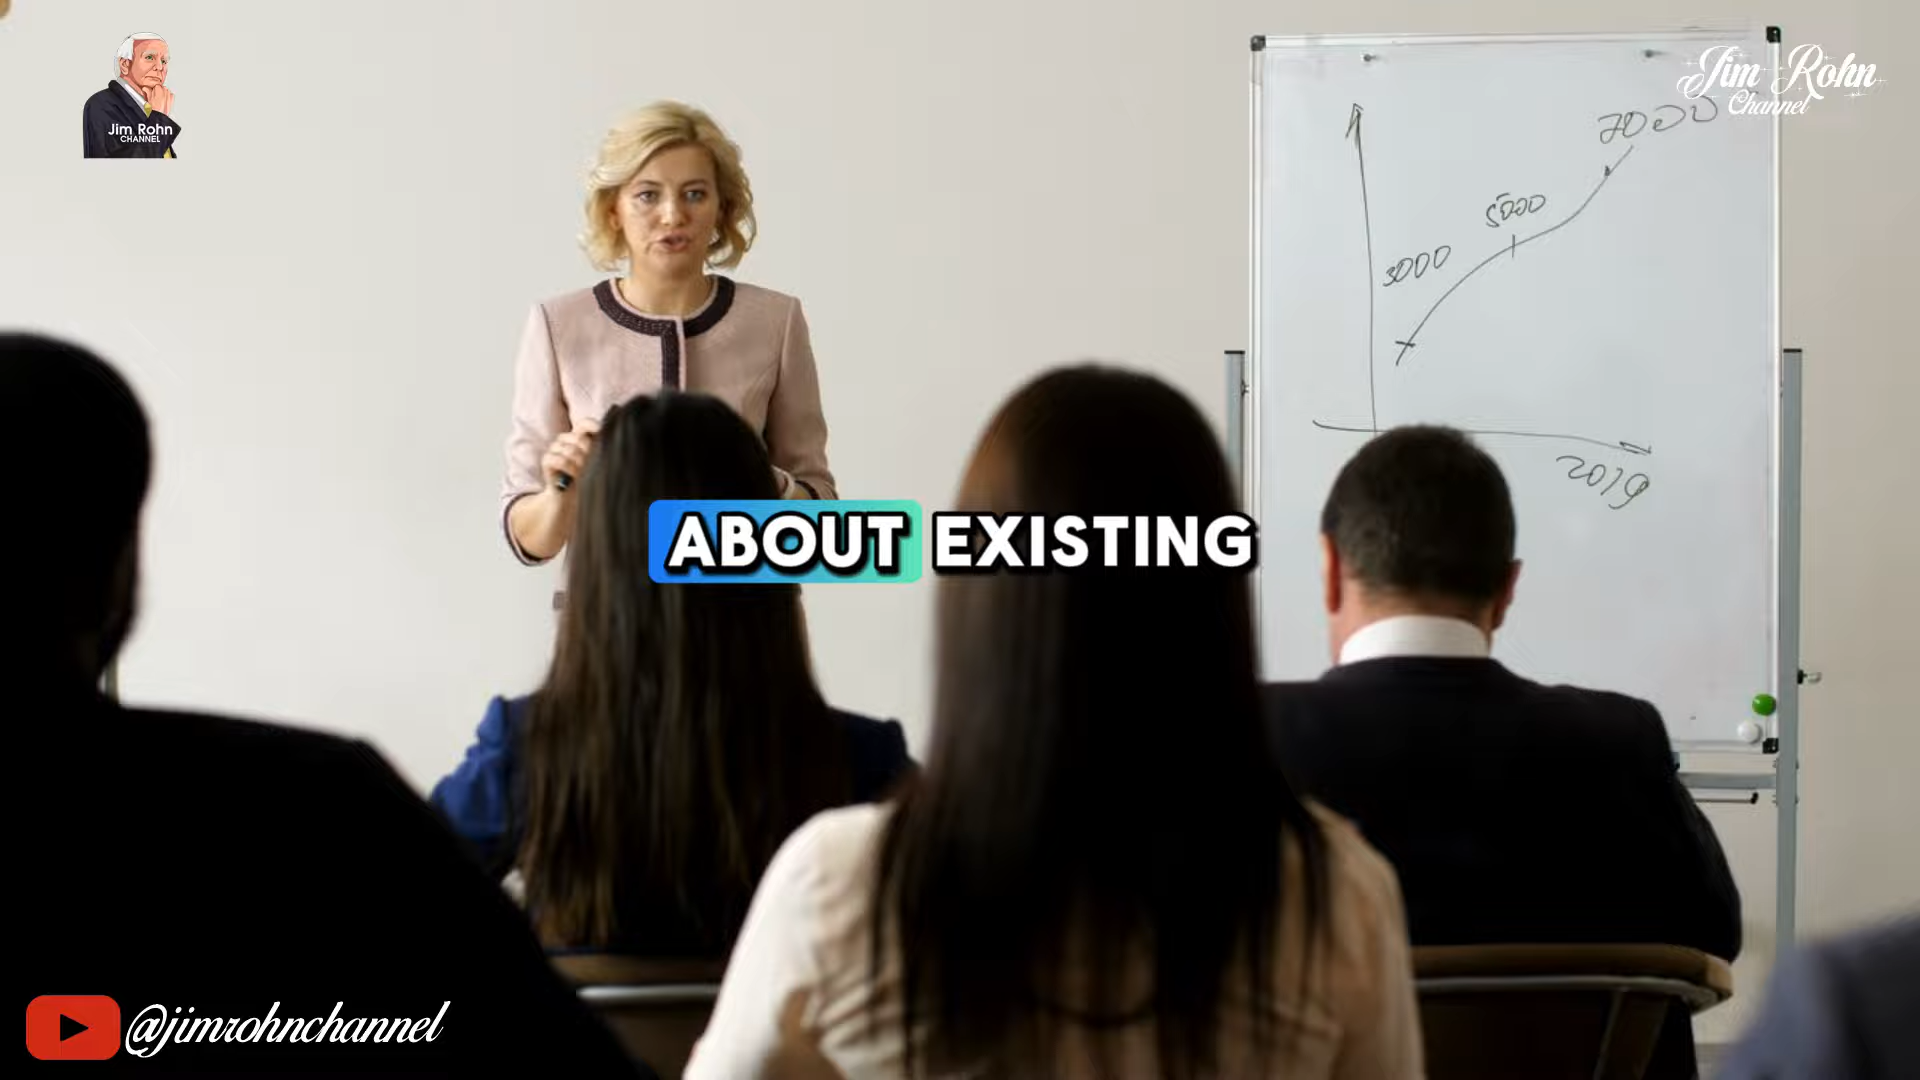 Jim Rohn
CHANNEL
Jim Rohn
Channel
7000
5000
3000
2019
ABOUT EXISTING
@jimrohnchannel